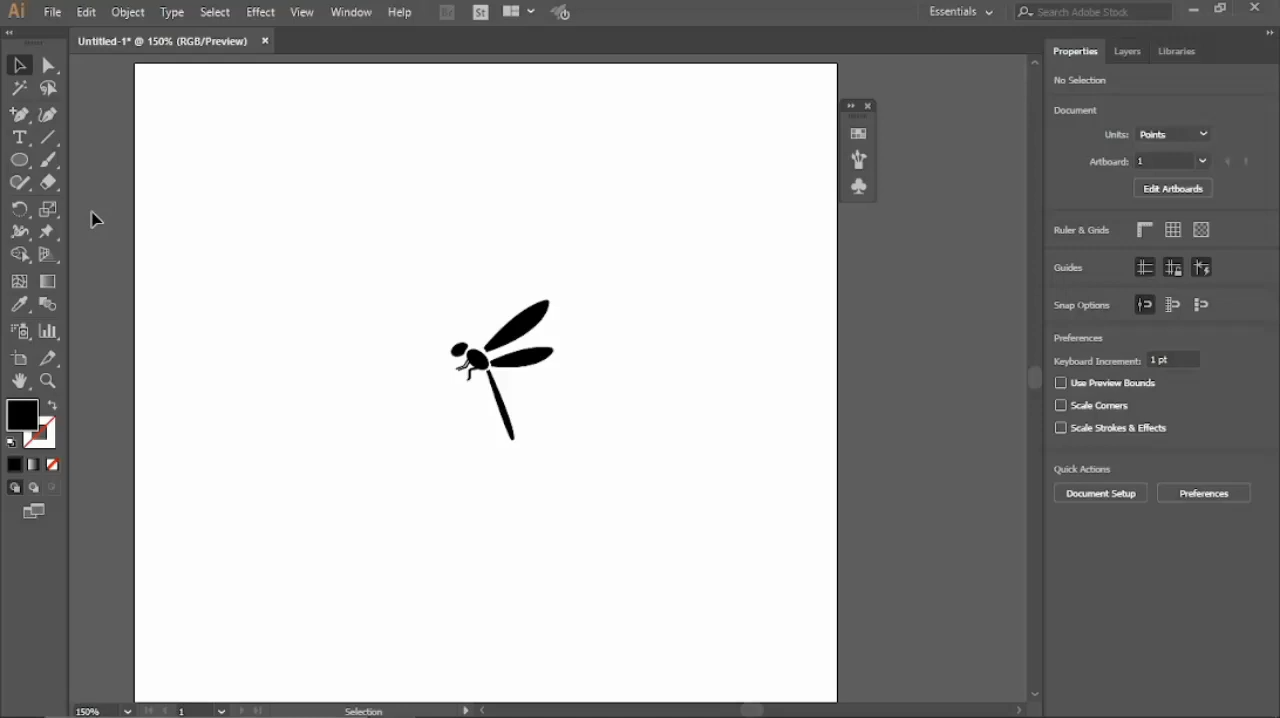 Ai File Edit Object Type Select Effect View Window Help Br St Essentials Search Adobe Stock
Untitled-1* @ 150% (RGB/Preview)
Properties Layers Libraries
No Selection
Document
Units: Points
Artboard: 1
Edit Artboards
Ruler & Grids
Guides
Snap Options
Preferences
Keyboard Increment: 1 pt
Use Preview Bounds
Scale Corners
Scale Strokes & Effects
Quick Actions
Document Setup Preferences
150% 1 Selection